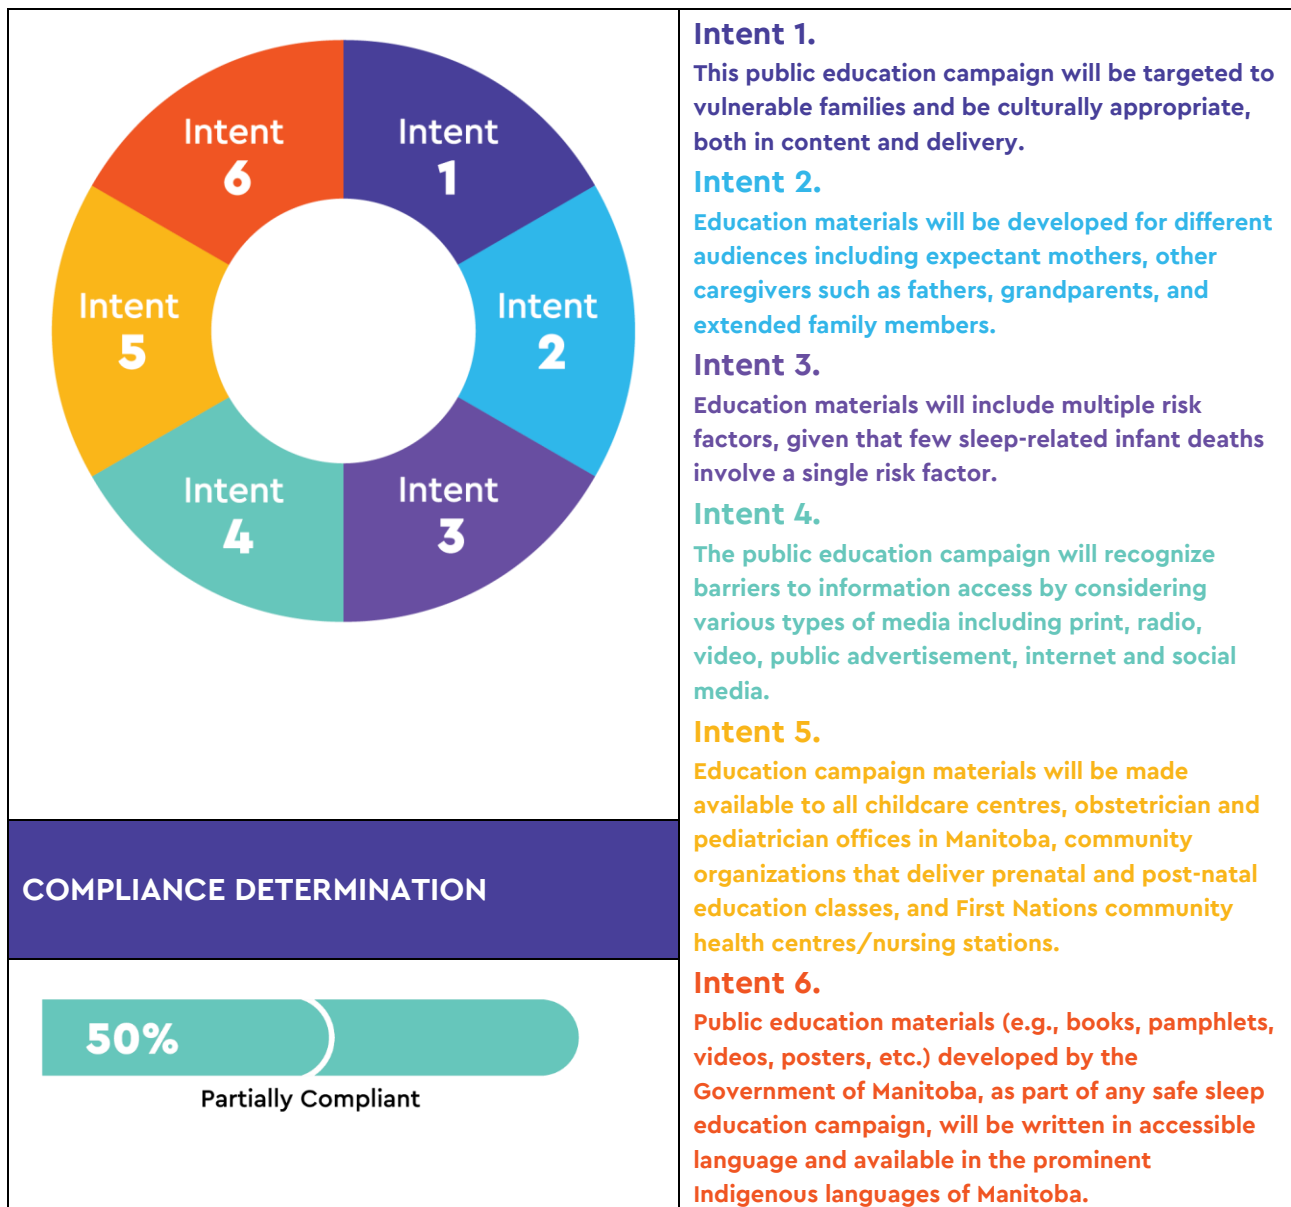 Intent
1
Intent
2
Intent
3
Intent
4
Intent
5
Intent
6
COMPLIANCE DETERMINATION
50%
Partially Compliant
Intent 1.
This public education campaign will be targeted to
vulnerable families and be culturally appropriate,
both in content and delivery.
Intent 2.
Education materials will be developed for different
audiences including expectant mothers, other
caregivers such as fathers, grandparents, and
extended family members.
Intent 3.
Education materials will include multiple risk
factors, given that few sleep-related infant deaths
involve a single risk factor.
Intent 4.
The public education campaign will recognize
barriers to information access by considering
various types of media including print, radio,
video, public advertisement, internet and social
media.
Intent 5.
Education campaign materials will be made
available to all childcare centres, obstetrician and
pediatrician offices in Manitoba, community
organizations that deliver prenatal and post-natal
education classes, and First Nations community
health centres/nursing stations.
Intent 6.
Public education materials (e.g., books, pamphlets,
videos, posters, etc.) developed by the
Government of Manitoba, as part of any safe sleep
education campaign, will be written in accessible
language and available in the prominent
Indigenous languages of Manitoba.